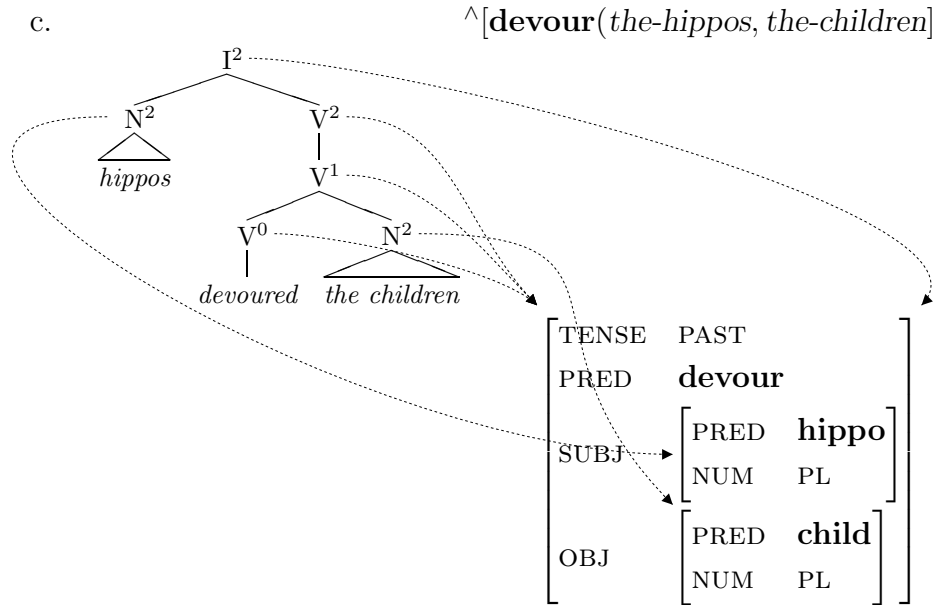 c. ^[devour(the-hippos, the-children]
I²
N² V²
hippos
V¹
V⁰ N²
devoured the children
TENSE PAST
PRED devour
PRED hippo
SUBJ
NUM PL
PRED child
OBJ
NUM PL